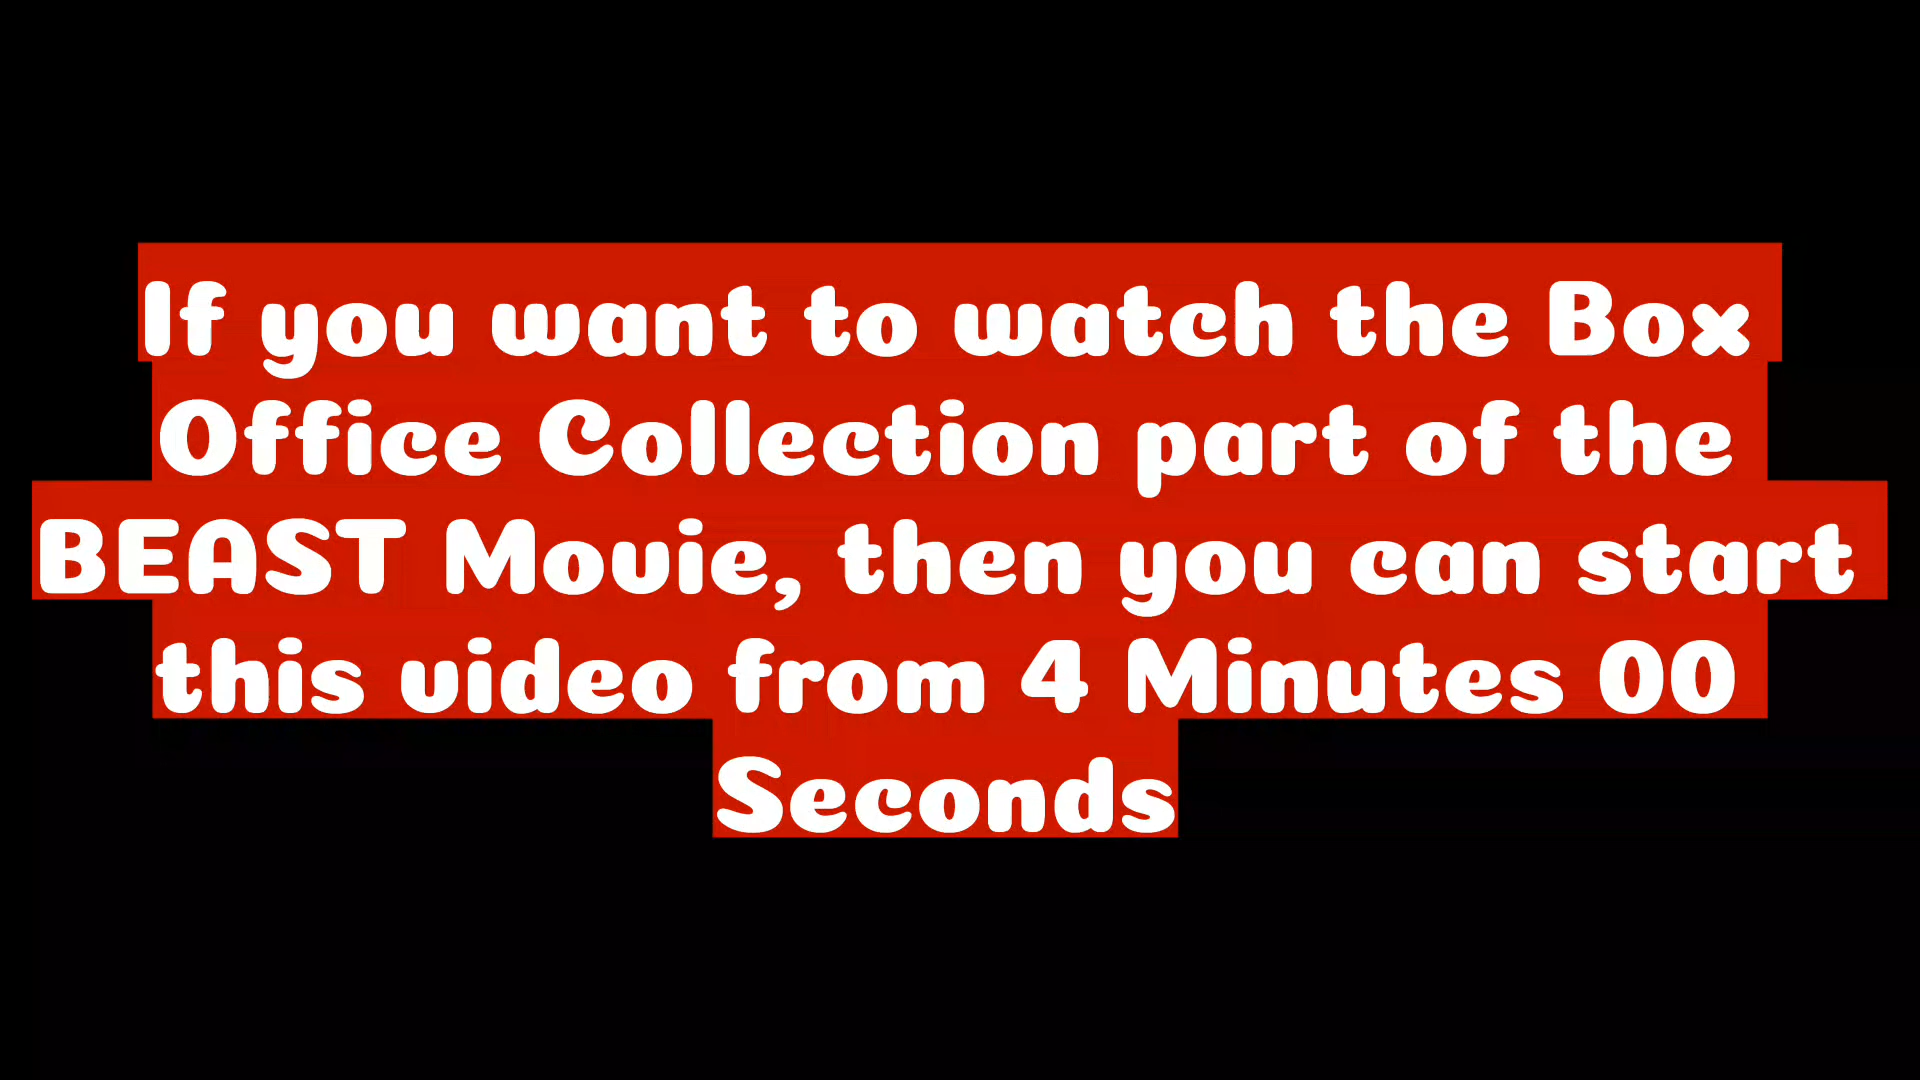 If you want to watch the Box
Office Collection part of the
BEAST Movie, then you can start
this video from 4 Minutes 00
Seconds